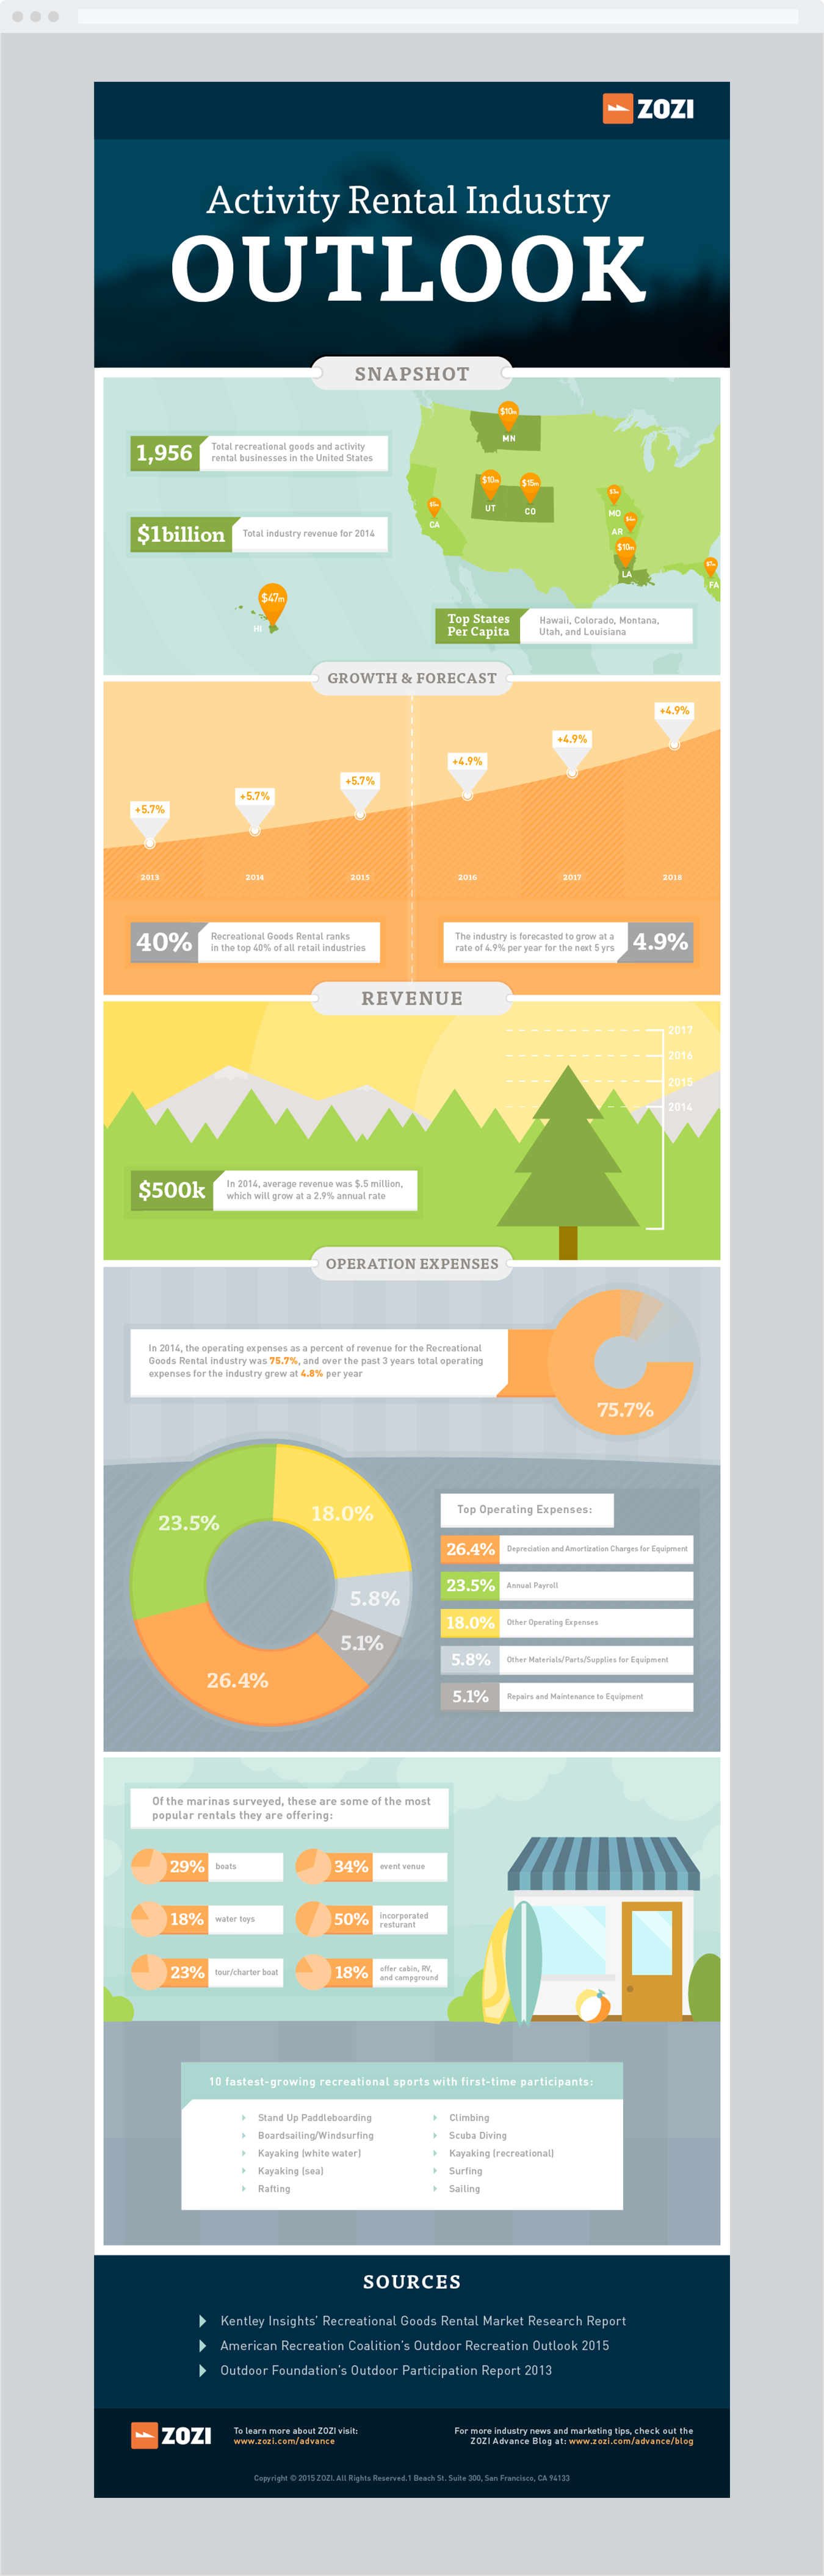 ZOZI
Activity Rental Industry
OUTLOOK
SNAPSHOT
1,956
Total recreational goods and activity
rental businesses in the United States
$1billion
Total industry revenue for 2014
$47m
HI
$10m
MN
$10m
UT
$15m
CO
$5m
CA
$3m
MO
AR
$10m
LA
$7m
FA
Top States
Per Capita
Hawaii, Colorado, Montana,
Utah, and Louisiana
GROWTH & FORECAST
+5.7%
+5.7%
+5.7%
+4.9%
+4.9%
+4.9%
2013
2014
2015
2016
2017
2018
40%
Recreational Goods Rental ranks
in the top 40% of all retail industries
The industry is forecasted to grow at a
rate of 4.9% per year for the next 5 yrs
4.9%
REVENUE
2017
2016
2015
2014
$500k
In 2014, average revenue was $.5 million,
which will grow at a 2.9% annual rate
OPERATION EXPENSES
In 2014, the operating expenses as a percent of revenue for the Recreational
Goods Rental industry was 75.7%, and over the past 3 years total operating
expenses for the industry grew at 4.8% per year
75.7%
23.5%
18.0%
5.8%
5.1%
26.4%
Top Operating Expenses:
26.4%
Depreciation and Amortization Charges for Equipment
23.5%
Annual Payroll
18.0%
Other Operating Expenses
5.8%
Other Materials/Parts/Supplies for Equipment
5.1%
Repairs and Maintenance to Equipment
Of the marinas surveyed, these are some of the most
popular rentals they are offering:
29%
boats
34%
event venue
18%
water toys
50%
incorporated
resturant
23%
tour/charter boat
18%
offer cabin, RV,
and campground
10 fastest-growing recreational sports with first-time participants:
Stand Up Paddleboarding
Boardsailing/Windsurfing
Kayaking (white water)
Kayaking (sea)
Rafting
Climbing
Scuba Diving
Kayaking (recreational)
Surfing
Sailing
SOURCES
Kentley Insights' Recreational Goods Rental Market Research Report
American Recreation Coalition's Outdoor Recreation Outlook 2015
Outdoor Foundation's Outdoor Participation Report 2013
ZOZI
To learn more about ZOZI visit:
www.zozi.com/advance
For more industry news and marketing tips, check out the
ZOZI Advance Blog at: www.zozi.com/advance/blog
Copyright © 2015 ZOZI. All Rights Reserved.1 Beach St. Suite 300, San Francisco, CA 94133